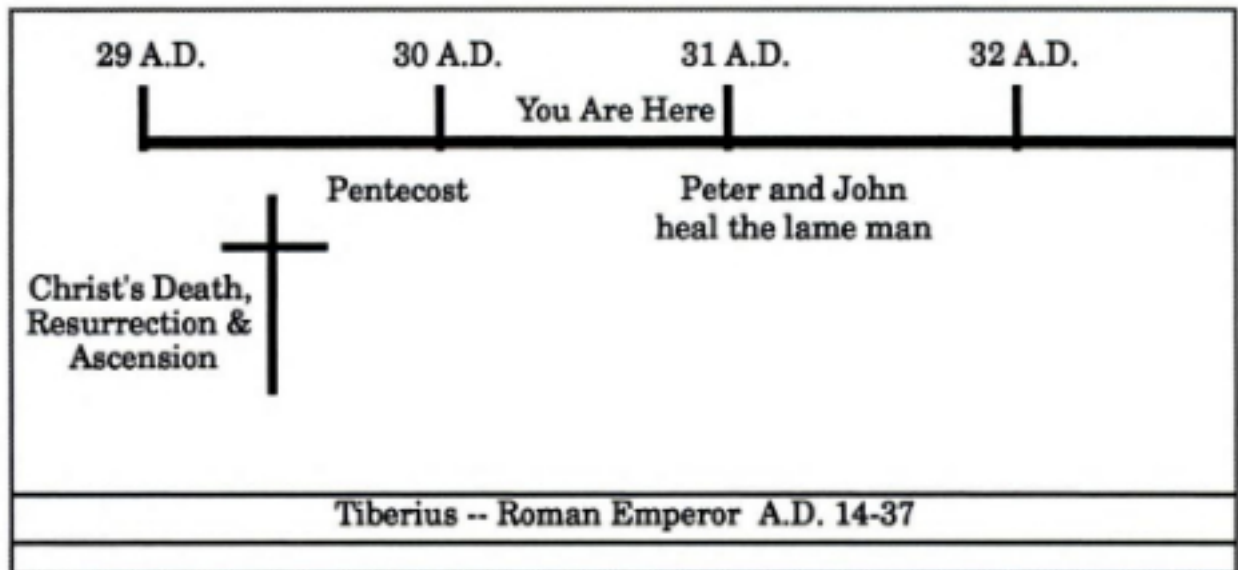 29 A.D. 30 A.D. 31 A.D. 32 A.D.
You Are Here
Pentecost
Peter and John
heal the lame man
Christ's Death,
Resurrection &
Ascension
Tiberius -- Roman Emperor A.D. 14-37